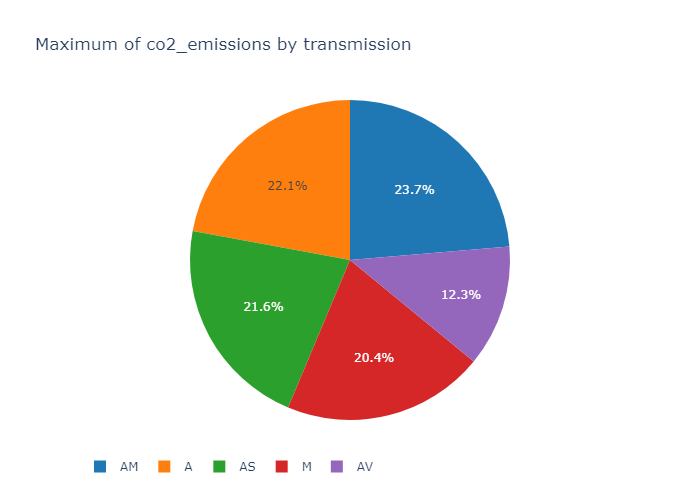 Maximum of co2_emissions by transmission
22.1%
23.7%
21.6%
12.3%
20.4%
AM A AS M AV